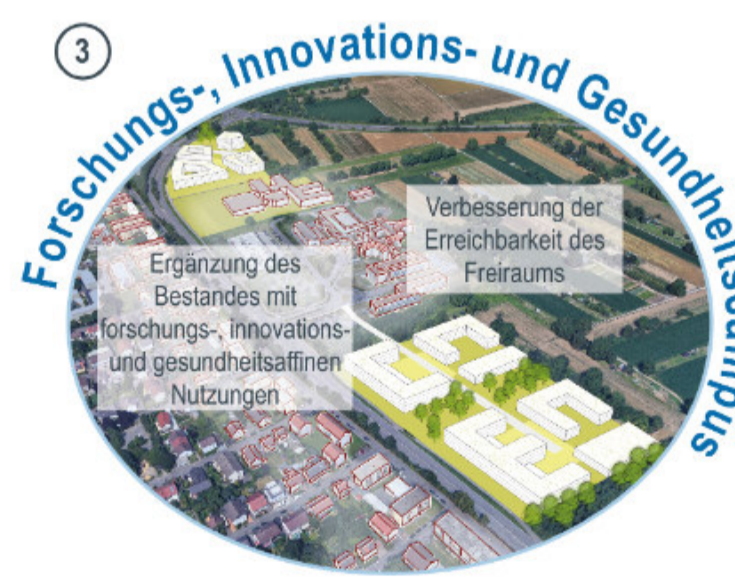 3
Forschungs-, Innovations- und Gesundheitscampus
Verbesserung der
Erreichbarkeit des
Freiraums
Ergänzung des
Bestandes mit
forschungs-, innovations-
und gesundheitsaffinen
Nutzungen